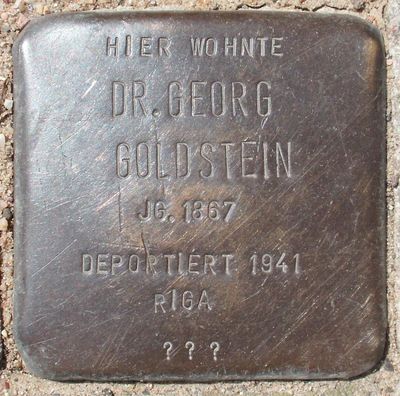 HIER WOHNTE
DR. GEORG
GOLDSTEIN
JG. 1867
DEPORTIERT 1941
RIGA
? ? ?